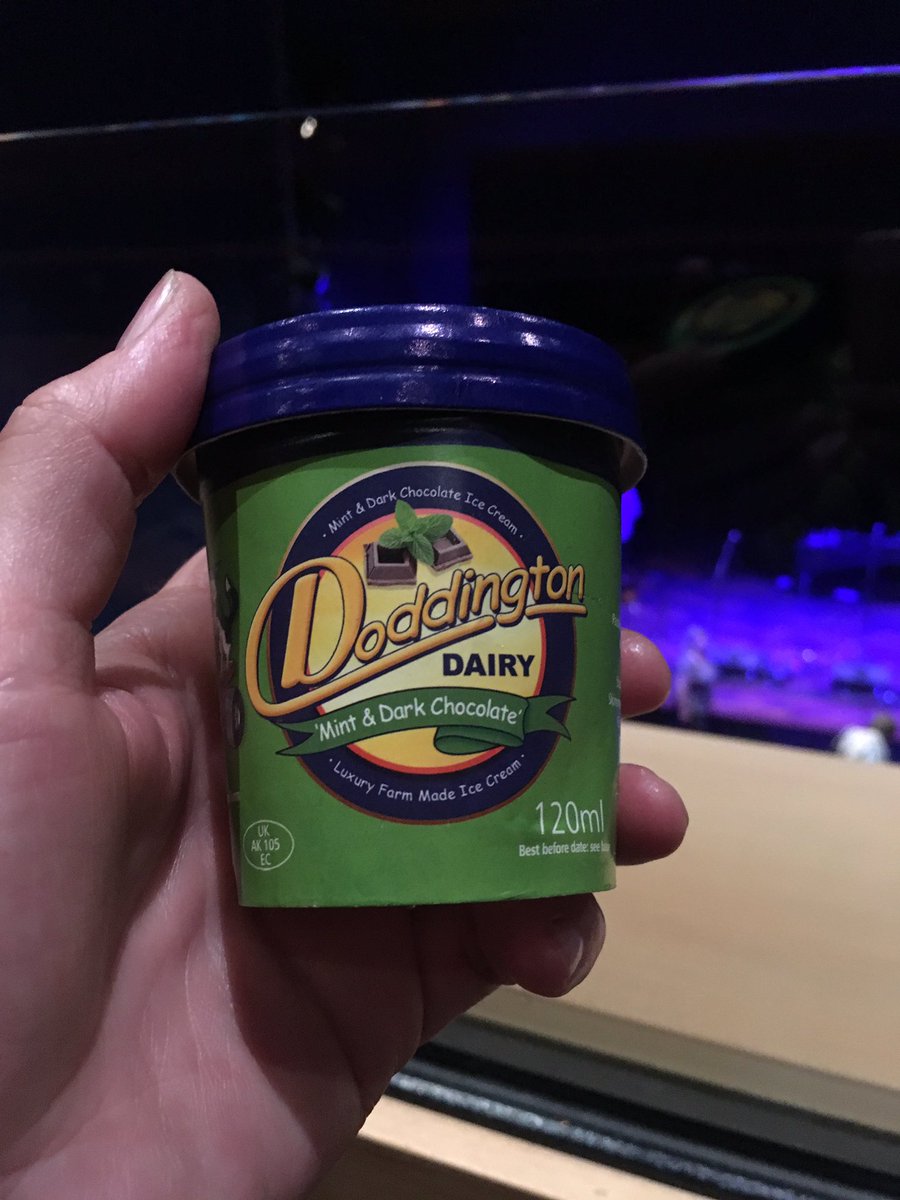 · Mint & Dark Chocolate Ice Cream ·
Doddington
DAIRY
'Mint & Dark Chocolate'
· Luxury Farm Made Ice Cream ·
120ml
Best before date: see
UK
AK 105
EC